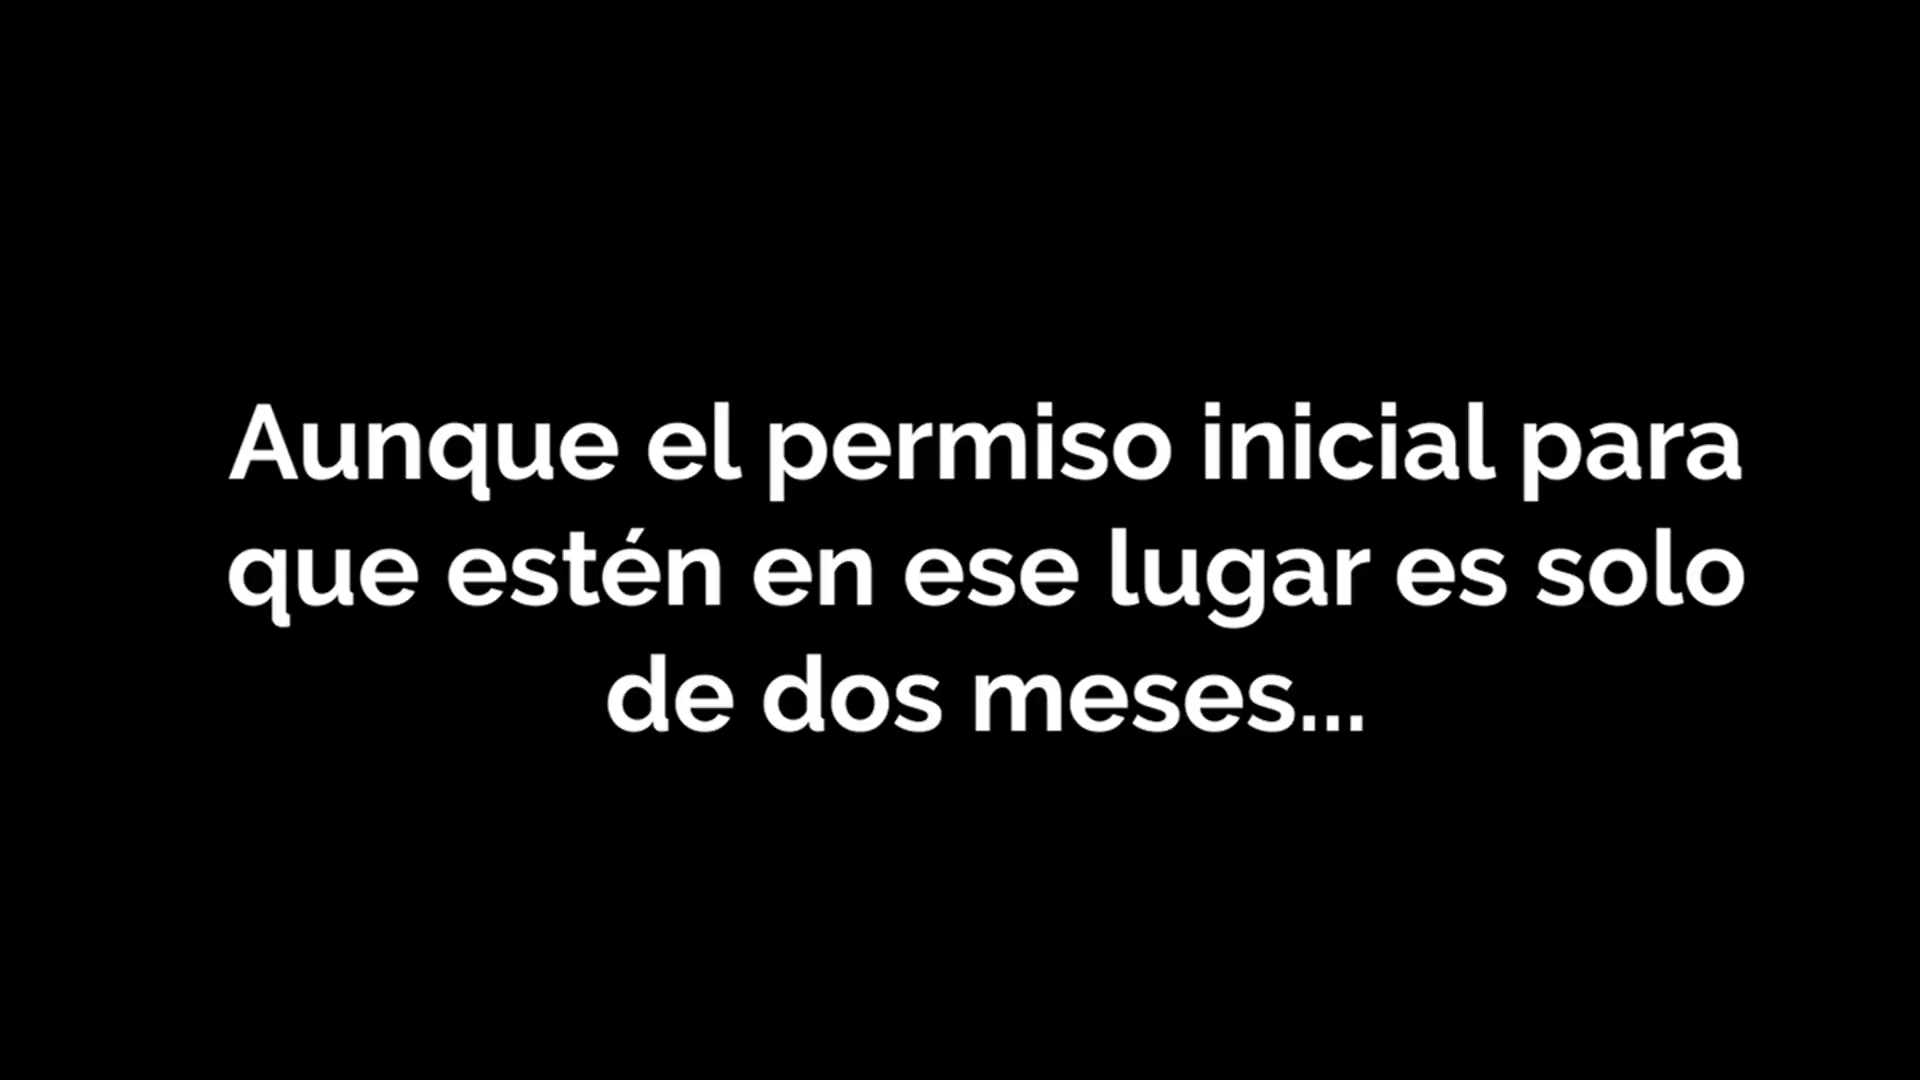 Aunque el permiso inicial para
que estén en ese lugar es solo
de dos meses...